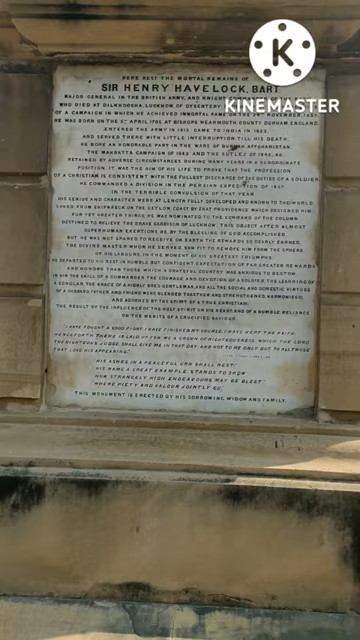 KINEMASTER
HERE REST THE MORTAL REMAINS OF
SIR HENRY HAVELOCK, BART
MAJOR GENERAL IN THE BRITISH ARMY, AND KNIGHT
WHO DIED AT DILKHOOSHA, LUCKNOW OF DYSENTERY
OF A CAMPAIGN IN WHICH HE ACHIEVED IMMORTAL FAME, ON THE 24TH NOVEMBER, 1857.
HE WAS BORN ON THE 5TH APRIL, 1795 AT BISHOPS WEARMOUTH COUNTY DURHAM, ENGLAND.
ENTERED THE ARMY IN 1815. CAME TO INDIA IN 1823,
AND SERVED THERE WITH LITTLE INTERRUPTION TILL HIS DEATH.
HE BORE AN HONORABLE PART IN THE WARS OF BURMAH, AFGHANISTAN,
THE MAHRATTA CAMPAIGN OF 1843 AND THE SUTLEJ OF 1845
RETAINED BY ADVERSE CIRCUMSTANCES DURING MANY YEARS IN A SUBORDINATE
POSITION, IT WAS THE AIM OF HIS LIFE TO PROVE THAT THE PROFESSION
OF A CHRISTIAN IS CONSISTENT WITH THE FULLEST DISCHARGE OF THE DUTIES OF A SOLDIER.
HE COMMANDED A DIVISION IN THE PERSIAN EXPEDITION OF 1857
IN THE TERRIBLE CONVULSION OF THAT YEAR
HIS GENIUS AND CHARACTER WERE AT LENGTH FULLY DEVELOPED AND KNOWN TO THE WORLD.
SAVED FROM SHIPWRECK ON THE CEYLON COAST BY THAT PROVIDENCE WHICH DESIGNED HIM
FOR YET GREATER THINGS, HE WAS NOMINATED TO THE COMMAND OF THE COLUMN
DESTINED TO RELIEVE THE BRAVE GARRISON OF LUCKNOW. THIS OBJECT AFTER ALMOST
SUPERHUMAN EXERTIONS HE, BY THE BLESSING OF GOD ACCOMPLISHED.
BUT HE WAS NOT SPARED TO RECEIVE ON EARTH THE REWARD SO DEARLY EARNED.
THE DIVINE MASTER WHOM HE SERVED, SAW FIT TO REMOVE HIM FROM THE SPHERE
OF HIS LABOURS, IN THE MOMENT OF HIS GREATEST TRIUMPHS.
HE DEPARTED TO HIS REST IN HUMBLE BUT CONFIDENT EXPECTATION OF FAR GREATER REWARDS
AND HONORS THAN THOSE WHICH A GRATEFUL COUNTRY WAS ANXIOUS TO BESTOW.
IN HIM THE SKILL OF A COMMANDER THE COURAGE AND DEVOTION OF A SOLDIER, THE LEARNING OF
A SCHOLAR, THE GRACE OF A HIGHLY BRED GENTLEMAN, AND ALL THE SOCIAL AND DOMESTIC VIRTUES
OF A HUSBAND, FATHER AND FRIEND WERE BLENDED TOGETHER AND STRENGTHENED, HARMONISED,
AND ADORNED BY THE SPIRIT OF A TRUE CHRISTIAN.
THE RESULT OF THE INFLUENCE OF THE HOLY SPIRIT ON HIS HEART, AND OF A HUMBLE RELIANCE
ON THE MERITS OF A CRUCIFIED SAVIOUR.
"I HAVE FOUGHT A GOOD FIGHT, I HAVE FINISHED MY COURSE, I HAVE KEPT THE FAITH,
HENCEFORTH THERE IS LAID UP FOR ME A CROWN OF RIGHTEOUSNESS, WHICH THE LORD
THE RIGHTEOUS JUDGE SHALL GIVE ME IN THAT DAY; AND NOT TO ME ONLY BUT TO ALL THOSE
THAT LOVE HIS APPEARING."
HIS ASHES IN A PEACEFUL URN SHALL REST;
HIS NAME A GREAT EXAMPLE STANDS TO SHOW
HOW STRANGELY HIGH ENDEAVOURS MAY BE BLEST,
WHERE PIETY AND VALOUR JOINTLY GO.
THIS MONUMENT IS ERECTED BY HIS SORROWING WIDOW AND FAMILY.